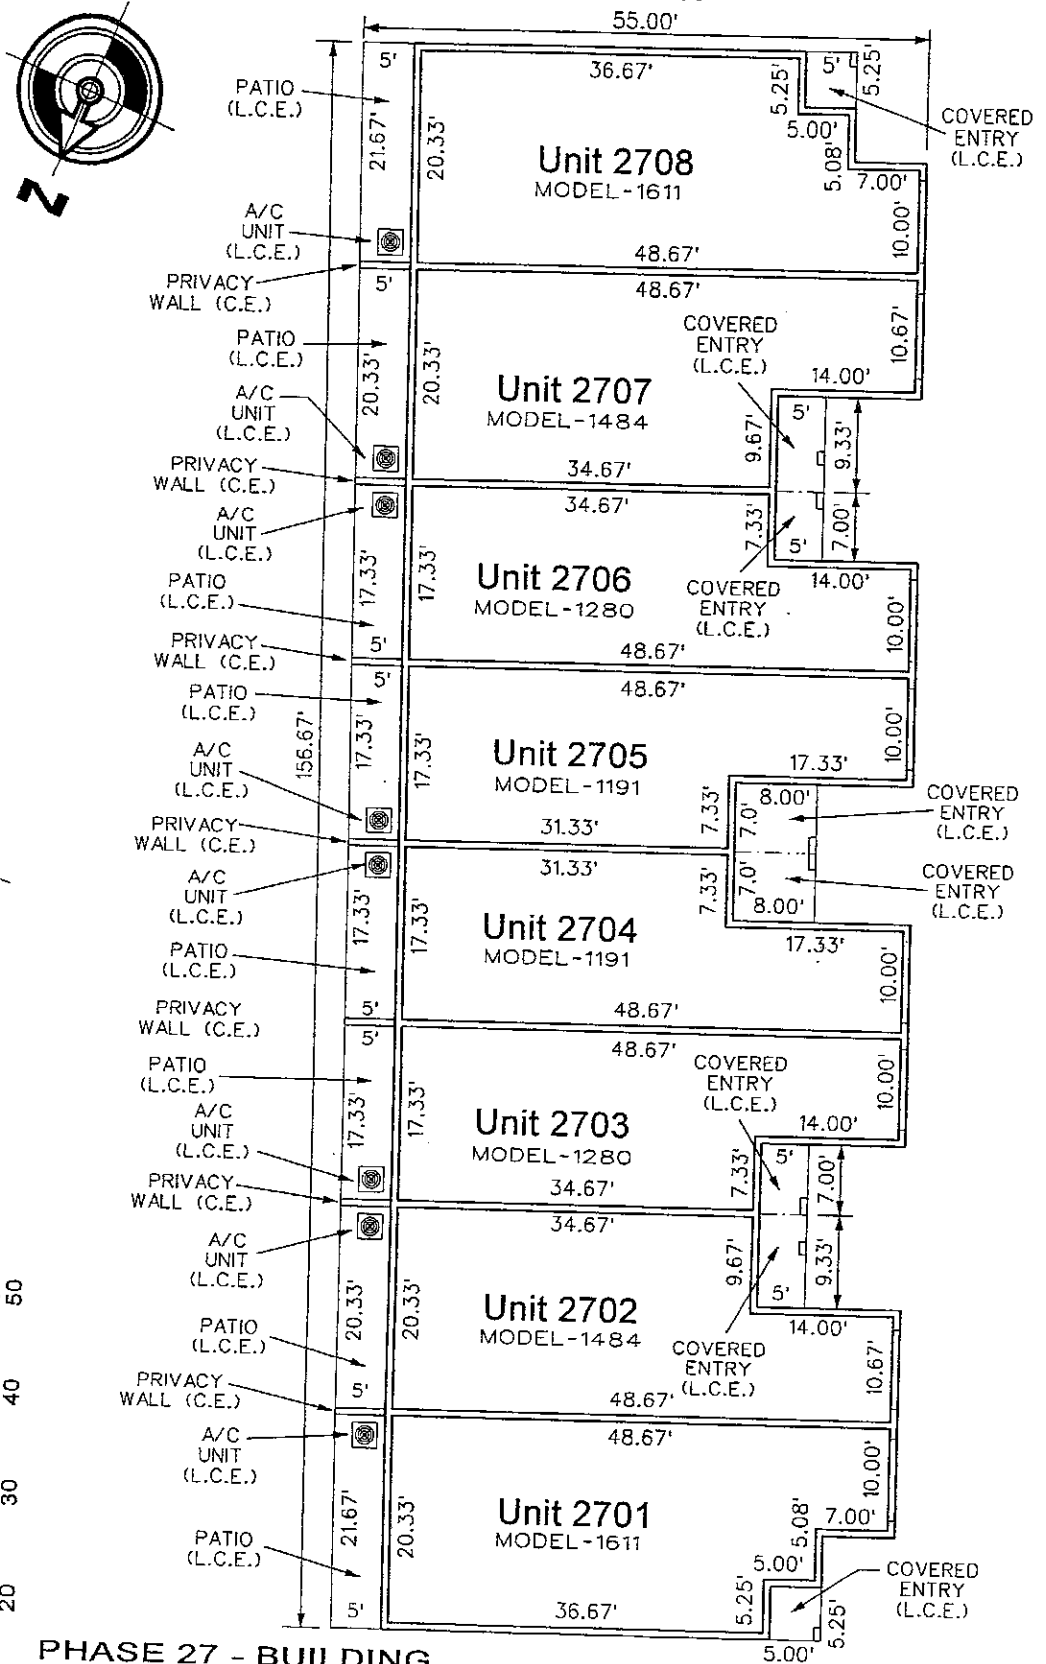 55.00'
N
5'
36.67'
5.25'
5'
5.25'
PATIO
(L.C.E.)
21.67'
20.33'
5.00'
5.08'
7.00'
COVERED
ENTRY
(L.C.E.)
Unit 2708
MODEL-1611
10.00'
A/C
UNIT
(L.C.E.)
48.67'
PRIVACY
WALL (C.E.)
5'
48.67'
PATIO
(L.C.E.)
20.33'
20.33'
COVERED
ENTRY
(L.C.E.)
10.67'
14.00'
Unit 2707
MODEL-1484
A/C
UNIT
(L.C.E.)
9.67'
5'
9.33'
34.67'
PRIVACY
WALL (C.E.)
34.67'
A/C
UNIT
(L.C.E.)
7.33'
5'
7.00'
17.33'
17.33'
Unit 2706
MODEL-1280
14.00'
PATIO
(L.C.E.)
COVERED
ENTRY
(L.C.E.)
10.00'
5'
48.67'
PRIVACY
WALL (C.E.)
5'
48.67'
PATIO
(L.C.E.)
156.67'
17.33'
17.33'
10.00'
Unit 2705
MODEL-1191
17.33'
A/C
UNIT
(L.C.E.)
7.33'
8.00'
7.0'
COVERED
ENTRY
(L.C.E.)
31.33'
PRIVACY
WALL (C.E.)
31.33'
A/C
UNIT
(L.C.E.)
7.33'
7.0'
8.00'
COVERED
ENTRY
(L.C.E.)
17.33'
17.33'
Unit 2704
MODEL-1191
17.33'
PATIO
(L.C.E.)
10.00'
5'
48.67'
PRIVACY
WALL (C.E.)
5'
48.67'
PATIO
(L.C.E.)
17.33'
17.33'
COVERED
ENTRY
(L.C.E.)
10.00'
Unit 2703
MODEL-1280
14.00'
A/C
UNIT
(L.C.E.)
7.33'
5'
7.00'
34.67'
PRIVACY
WALL (C.E.)
34.67'
A/C
UNIT
(L.C.E.)
9.67'
5'
9.33'
20.33'
20.33'
Unit 2702
MODEL-1484
14.00'
PATIO
(L.C.E.)
COVERED
ENTRY
(L.C.E.)
10.67'
5'
48.67'
PRIVACY
WALL (C.E.)
48.67'
A/C
UNIT
(L.C.E.)
10.00'
21.67'
20.33'
Unit 2701
MODEL-1611
5.08'
7.00'
PATIO
(L.C.E.)
5.00'
COVERED
ENTRY
(L.C.E.)
5'
36.67'
5.25'
5.25'
5.00'
50
40
30
20
PHASE 27 - BUILDING